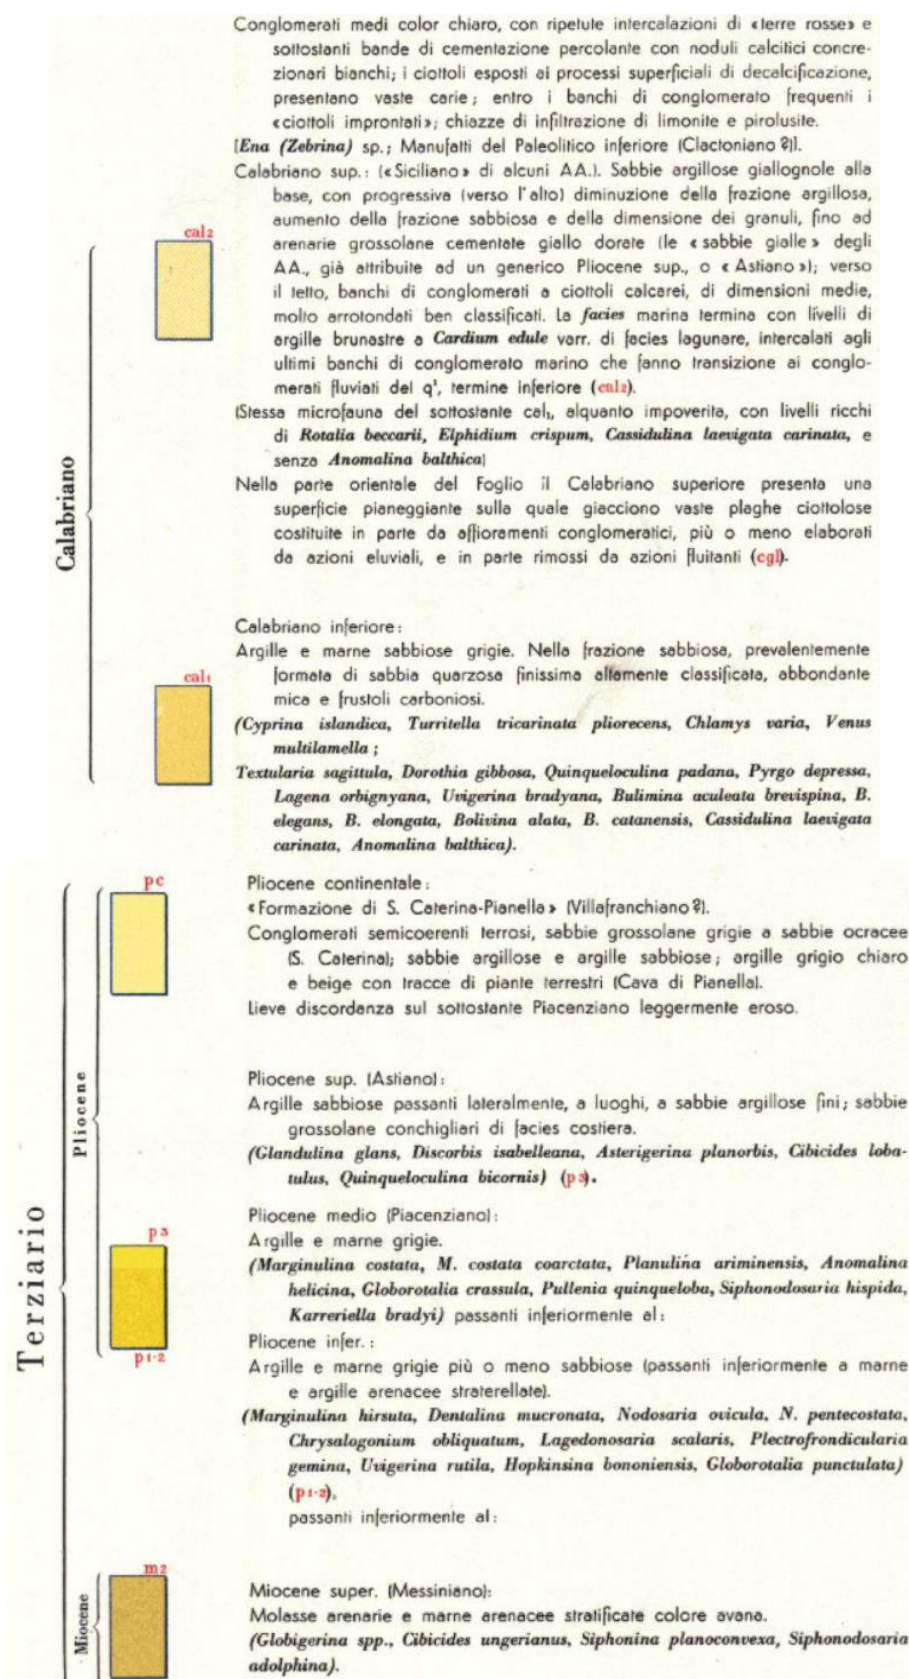 Conglomerati medi color chiaro, con ripetute intercalazioni di «terre rosse» e
sottostanti bande di cementazione percolante con noduli calcitici concre-
zionari bianchi; i ciottoli esposti ai processi superficiali di decalcificazione,
presentano vaste carie; entro i banchi di conglomerato frequenti i
«ciottoli improntati»; chiazze di infiltrazione di limonite e pirolusite.
[Ena (Zebrina) sp.; Manufatti del Paleolitico inferiore (Clactoniano ?)].
Calabriano sup.: («Siciliano» di alcuni AA.). Sabbie argillose giallognole alla
base, con progressiva (verso l'alto) diminuzione della frazione argillosa,
aumento della frazione sabbiosa e della dimensione dei granuli, fino ad
cal2
arenarie grossolane cementate giallo dorate (le «sabbie gialle» degli
AA., già attribuite ad un generico Pliocene sup., o «Astiano»); verso
il tetto, banchi di conglomerati a ciottoli calcarei, di dimensioni medie,
molto arrotondati ben classificati. La facies marina termina con livelli di
argille brunastre a Cardium edule varr. di facies lagunare, intercalati agli
ultimi banchi di conglomerato marino che fanno transizione ai conglo-
merati fluviali del q¹, termine inferiore (cal2).
(Stessa microfauna del sottostante cal1, alquanto impoverita, con livelli ricchi
di Rotalia beccarii, Elphidium crispum, Cassidulina laevigata carinata, e
senza Anomalina balthica)
Calabriano
Nella parte orientale del Foglio il Calabriano superiore presenta una
superficie pianeggiante sulla quale giacciono vaste plaghe ciottolose
costituite in parte da affioramenti conglomeratici, più o meno elaborati
da azioni eluviali, e in parte rimossi da azioni fluitanti (cgl).
Calabriano inferiore:
Argille e marne sabbiose grigie. Nella frazione sabbiosa, prevalentemente
cal1
formata di sabbia quarzosa finissima altamente classificata, abbondante
mica e frustoli carboniosi.
(Cyprina islandica, Turritella tricarinata pliorecens, Chlamys varia, Venus
multilamella ;
Textularia sagittula, Dorothia gibbosa, Quinqueloculina padana, Pyrgo depressa,
Lagena orbignyana, Uvigerina bradyana, Bulimina aculeata brevispina, B.
elegans, B. elongata, Bolivina alata, B. catanensis, Cassidulina laevigata
carinata, Anomalina balthica).
Terziario
Pliocene
pc
Pliocene continentale:
«Formazione di S. Caterina-Pianella» (Villafranchiano ?).
Conglomerati semicoerenti terrosi, sabbie grossolane grigie a sabbie ocracee
(S. Caterina); sabbie argillose e argille sabbiose; argille grigio chiaro
e beige con tracce di piante terrestri (Cava di Pianella).
Lieve discordanza sul sottostante Piacenziano leggermente eroso.
Pliocene sup. (Astiano):
Argille sabbiose passanti lateralmente, a luoghi, a sabbie argillose fini; sabbie
grossolane conchigliari di facies costiera.
(Glandulina glans, Discorbis isabelleana, Asterigerina planorbis, Cibicides loba-
tulus, Quinqueloculina bicornis) (p3).
Pliocene medio (Piacenziano):
p3
Argille e marne grigie.
(Marginulina costata, M. costata coarctata, Planulina ariminensis, Anomalina
helicina, Globorotalia crassula, Pullenia quinqueloba, Siphonodosaria hispida,
Karreriella bradyi) passanti inferiormente al:
Pliocene infer.:
p1-2
Argille e marne grigie più o meno sabbiose (passanti inferiormente a marne
e argille arenacee straterellate).
(Marginulina hirsuta, Dentalina mucronata, Nodosaria ovicula, N. pentecostata,
Chrysalogonium obliquatum, Lagedonosaria scalaris, Plectrofrondicularia
gemina, Uvigerina rutila, Hopkinsina bononiensis, Globorotalia punctulata)
(p1-2),
passanti inferiormente al:
Miocene
m2
Miocene super. (Messiniano):
Molasse arenarie e marne arenacee stratificate colore avana.
(Globigerina spp., Cibicides ungerianus, Siphonina planoconvexa, Siphonodosaria
adolphina).